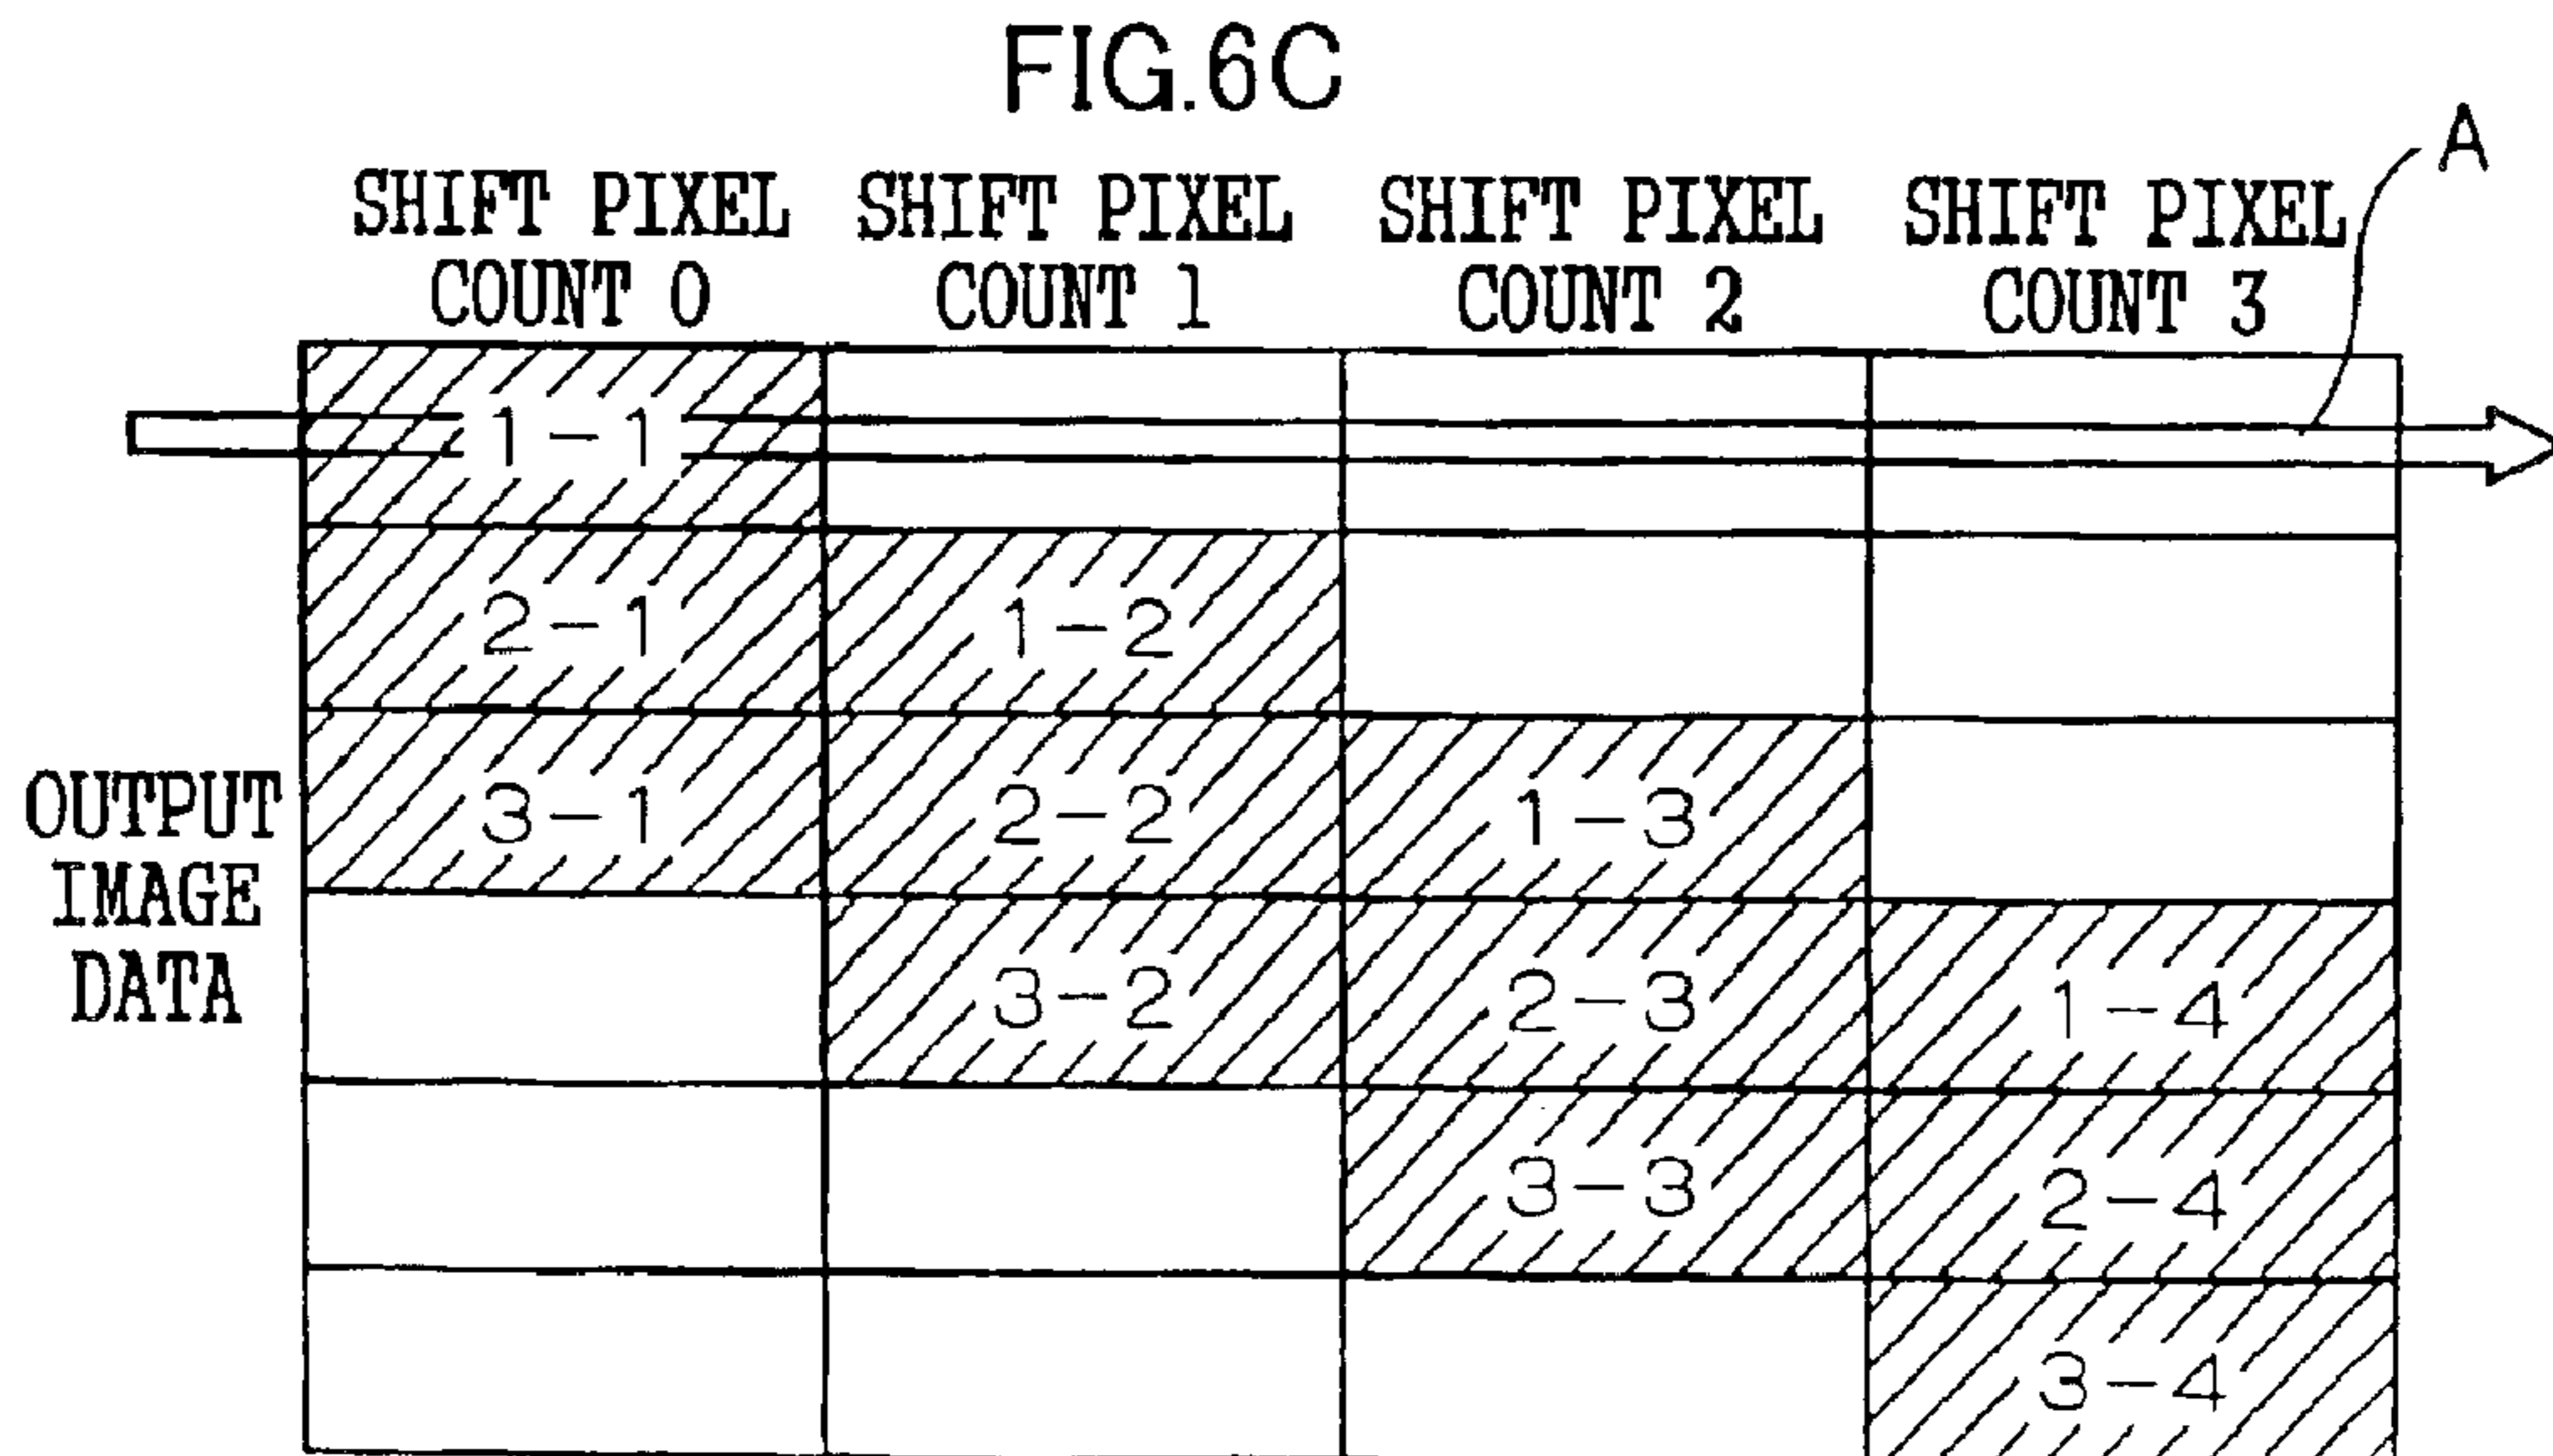 FIG.6C
A
SHIFT PIXEL COUNT 0
SHIFT PIXEL COUNT 1
SHIFT PIXEL COUNT 2
SHIFT PIXEL COUNT 3
OUTPUT
IMAGE
DATA
1-1
2-1 1-2
3-1 2-2 1-3
3-2 2-3 1-4
3-3 2-4
3-4